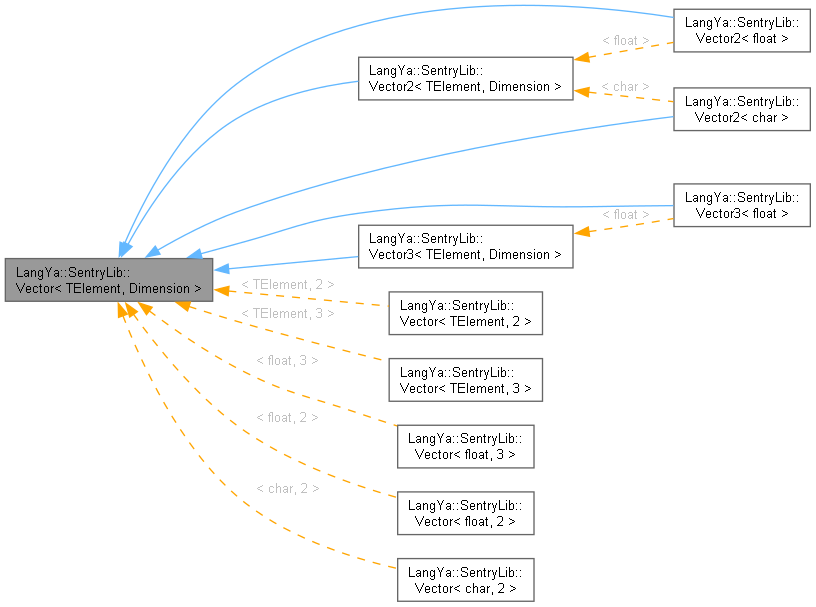 LangYa::SentryLib::
Vector2< float >
< float >
LangYa::SentryLib::
Vector2< TElement, Dimension >
< char >
LangYa::SentryLib::
Vector2< char >
LangYa::SentryLib::
Vector3< float >
< float >
LangYa::SentryLib::
Vector3< TElement, Dimension >
LangYa::SentryLib::
Vector< TElement, Dimension >
< TElement, 2 >
LangYa::SentryLib::
Vector< TElement, 2 >
< TElement, 3 >
LangYa::SentryLib::
Vector< TElement, 3 >
< float, 3 >
LangYa::SentryLib::
Vector< float, 3 >
< float, 2 >
LangYa::SentryLib::
Vector< float, 2 >
< char, 2 >
LangYa::SentryLib::
Vector< char, 2 >